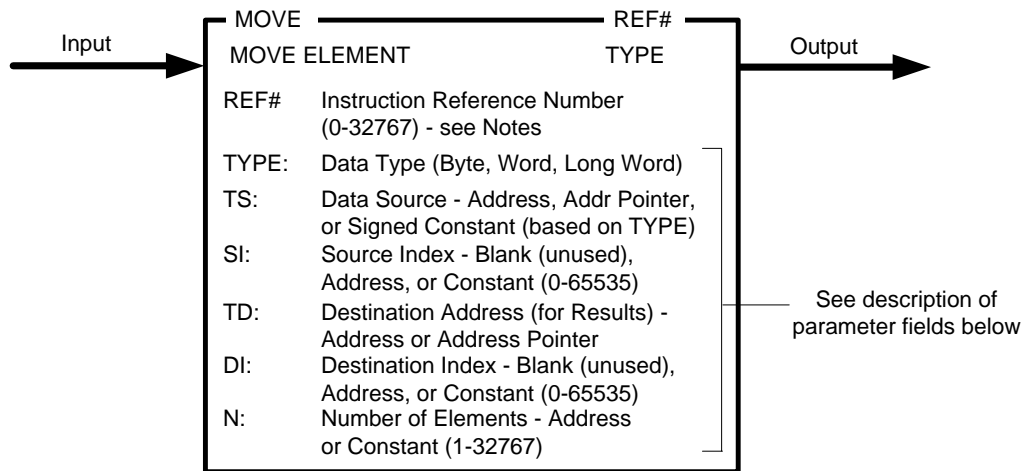 MOVE REF#
Input
MOVE ELEMENT TYPE
Output
REF# Instruction Reference Number
(0-32767) - see Notes
TYPE: Data Type (Byte, Word, Long Word)
TS: Data Source - Address, Addr Pointer,
or Signed Constant (based on TYPE)
SI: Source Index - Blank (unused),
Address, or Constant (0-65535)
TD: Destination Address (for Results) -
Address or Address Pointer
DI: Destination Index - Blank (unused),
Address, or Constant (0-65535)
N: Number of Elements - Address
or Constant (1-32767)
See description of
parameter fields below